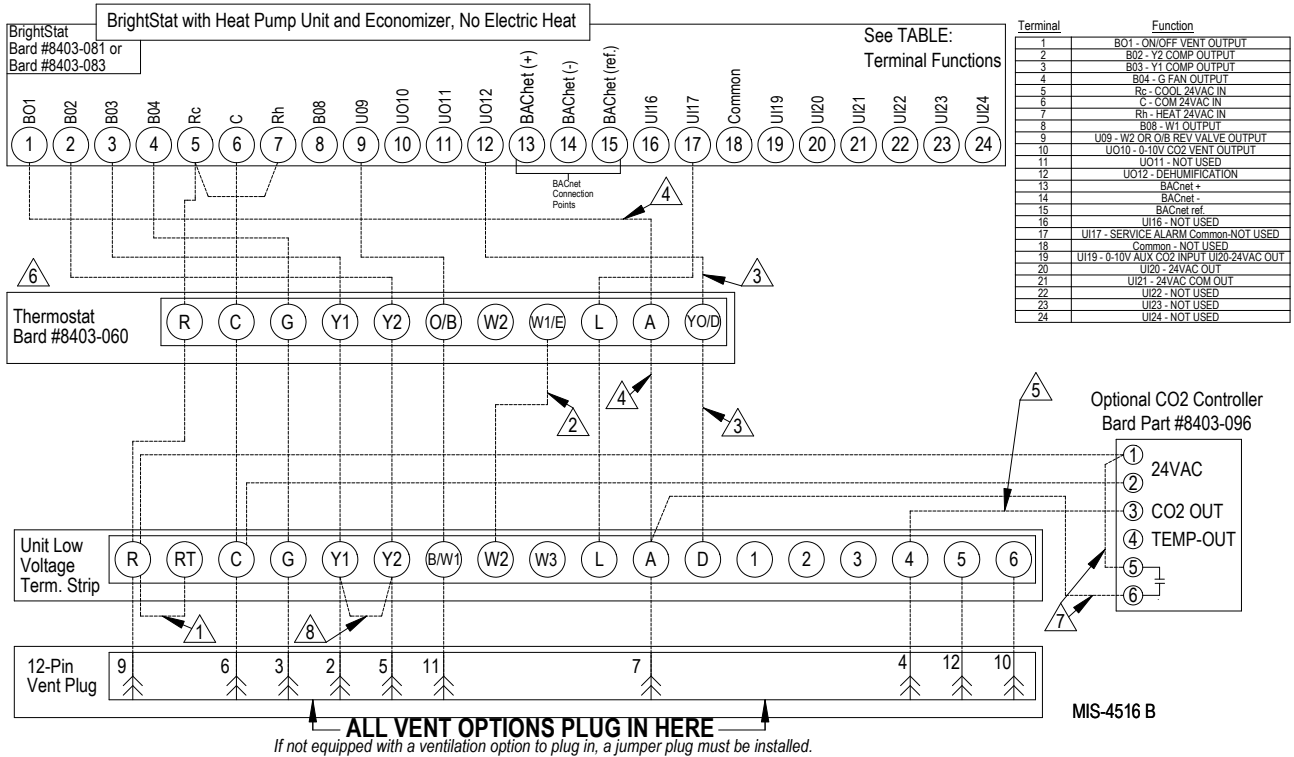 BrightStat with Heat Pump Unit and Economizer, No Electric Heat
BrightStat
Bard #8403-081 or
Bard #8403-083
See TABLE:
Terminal Functions
BO1 B02 B03 B04 Rc C Rh B08 U09 UO10 UO11 UO12 BAChet (+) BAChet (-) BAChet (ref.) UI16 UI17 Common UI19 UI20 UI21 UI22 UI23 UI24
1 2 3 4 5 6 7 8 9 10 11 12 13 14 15 16 17 18 19 20 21 22 23 24
BACnet
Connection
Points
4
6
3
Thermostat
Bard #8403-060
R C G Y1 Y2 O/B W2 W1/E L A YO/D
2
4
3
5
Unit Low
Voltage
Term. Strip
R RT C G Y1 Y2 B/W1 W2 W3 L A D 1 2 3 4 5 6
1
8
7
12-Pin
Vent Plug
9 6 3 2 5 11 7 4 12 10
ALL VENT OPTIONS PLUG IN HERE
If not equipped with a ventilation option to plug in, a jumper plug must be installed.
MIS-4516 B
Terminal Function
1 BO1 - ON/OFF VENT OUTPUT
2 B02 - Y2 COMP OUTPUT
3 B03 - Y1 COMP OUTPUT
4 B04 - G FAN OUTPUT
5 Rc - COOL 24VAC IN
6 C - COM 24VAC IN
7 Rh - HEAT 24VAC IN
8 B08 - W1 OUTPUT
9 U09 - W2 OR O/B REV VALVE OUTPUT
10 UO10 - 0-10V CO2 VENT OUTPUT
11 UO11 - NOT USED
12 UO12 - DEHUMIFICATION
13 BACnet +
14 BACnet -
15 BACnet ref.
16 UI16 - NOT USED
17 UI17 - SERVICE ALARM Common-NOT USED
18 Common - NOT USED
19 UI19 - 0-10V AUX CO2 INPUT UI20-24VAC OUT
20 UI20 - 24VAC OUT
21 UI21 - 24VAC COM OUT
22 UI22 - NOT USED
23 UI23 - NOT USED
24 UI24 - NOT USED
Optional CO2 Controller
Bard Part #8403-096
1
24VAC
2
3 CO2 OUT
4 TEMP-OUT
5
6